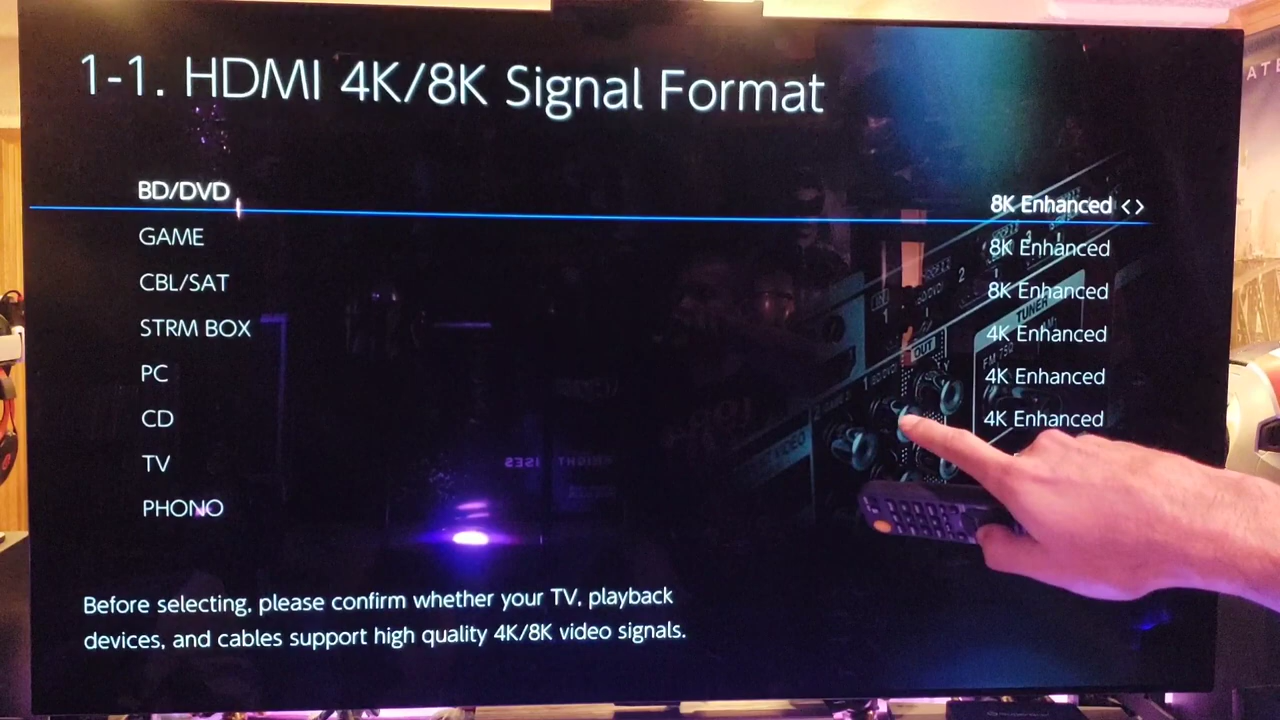 1-1. HDMI 4K/8K Signal Format
BD/DVD 8K Enhanced <>
GAME 8K Enhanced
CBL/SAT 8K Enhanced
STRM BOX 4K Enhanced
PC 4K Enhanced
CD 4K Enhanced
TV
PHONO
TUNER
OUT
Before selecting, please confirm whether your TV, playback
devices, and cables support high quality 4K/8K video signals.